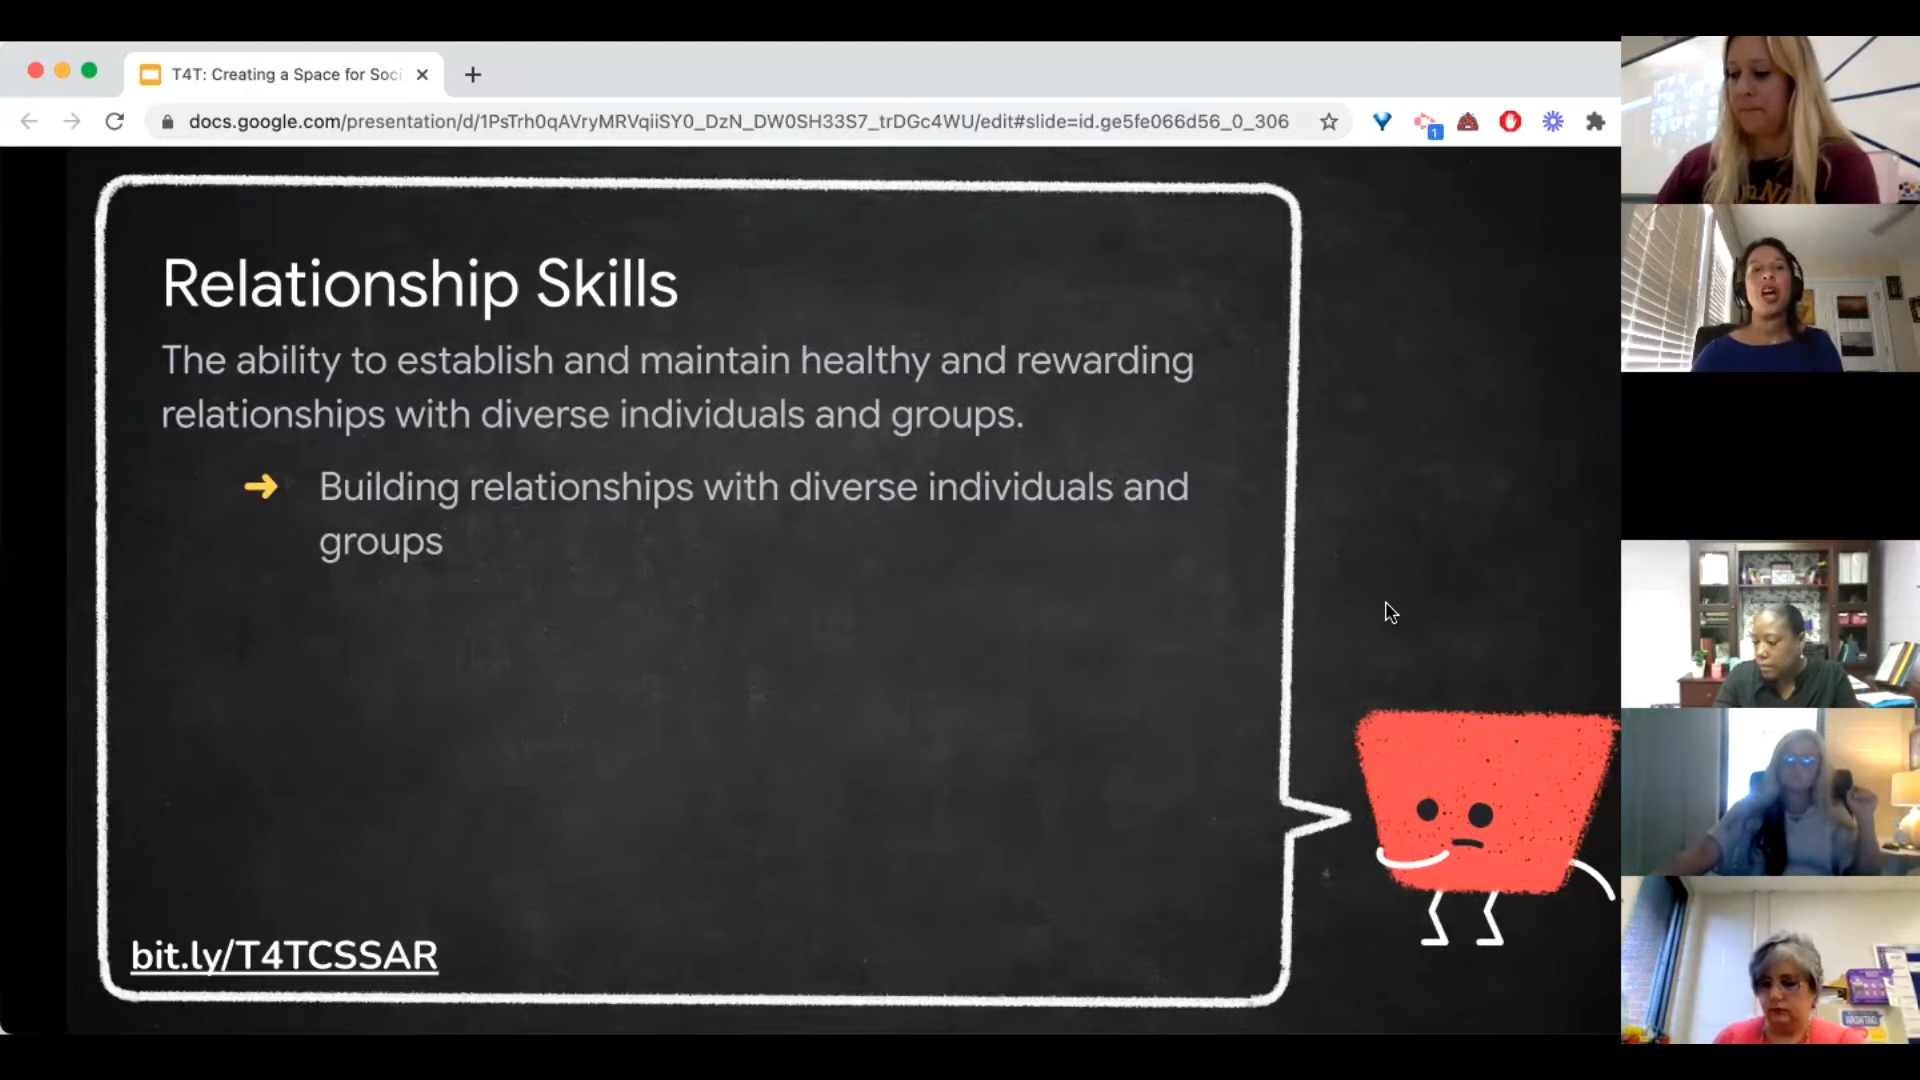 T4T: Creating a Space for Soci
docs.google.com/presentation/d/1PsTrh0qAVryMRVqiiSY0_DzN_DW0SH33S7_trDGc4WU/edit#slide=id.ge5fe066d56_0_306
1
Relationship Skills
The ability to establish and maintain healthy and rewarding
relationships with diverse individuals and groups.
➜ Building relationships with diverse individuals and
groups
bit.ly/T4TCSSAR